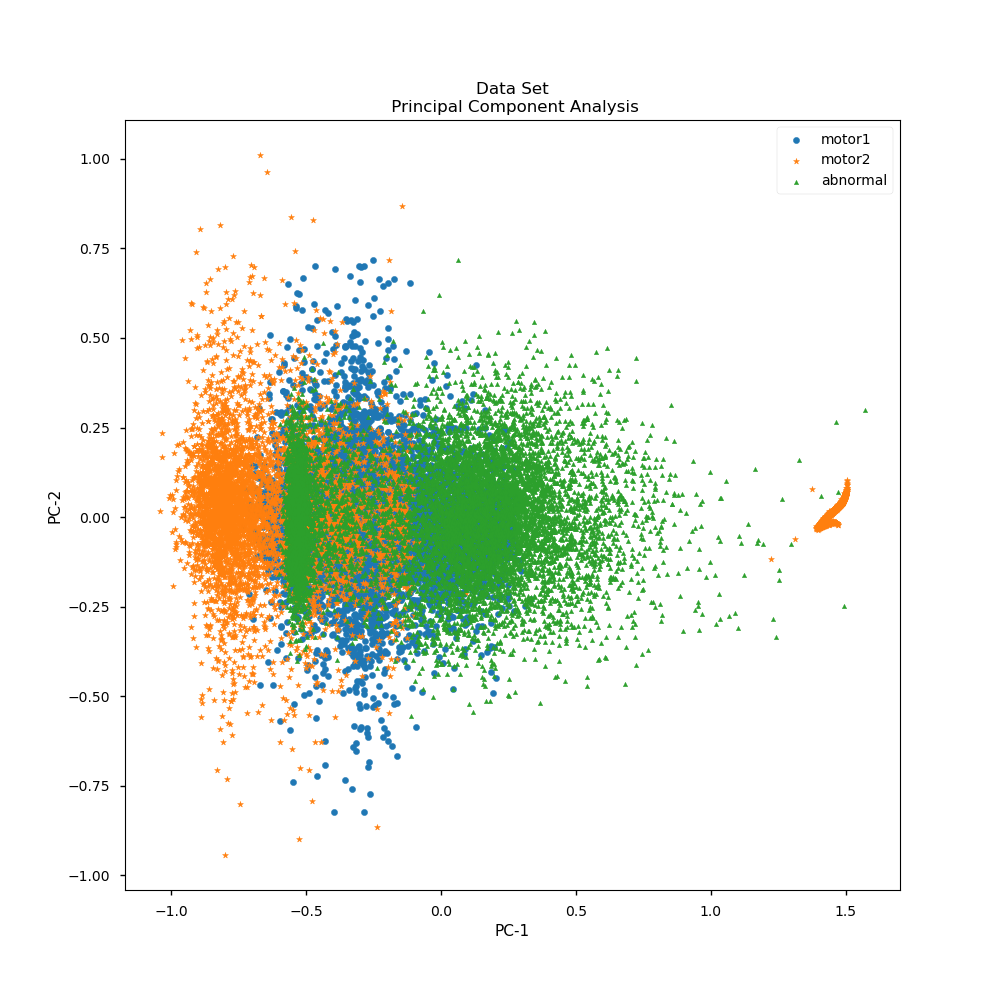 Data Set
Principal Component Analysis
motor1
motor2
abnormal
1.00
0.75
0.50
0.25
0.00
−0.25
−0.50
−0.75
−1.00
PC-2
−1.0
−0.5
0.0
0.5
1.0
1.5
PC-1